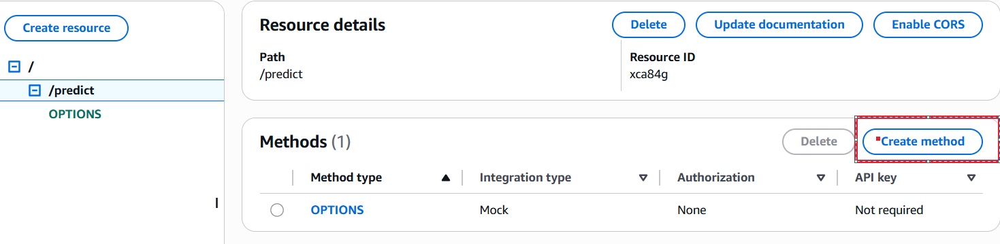 Create resource
/
/predict
OPTIONS
Resource details
Delete
Update documentation
Enable CORS
Path
/predict
Resource ID
xca84g
Methods (1)
Delete
Create method
Method type
Integration type
Authorization
API key
OPTIONS
Mock
None
Not required